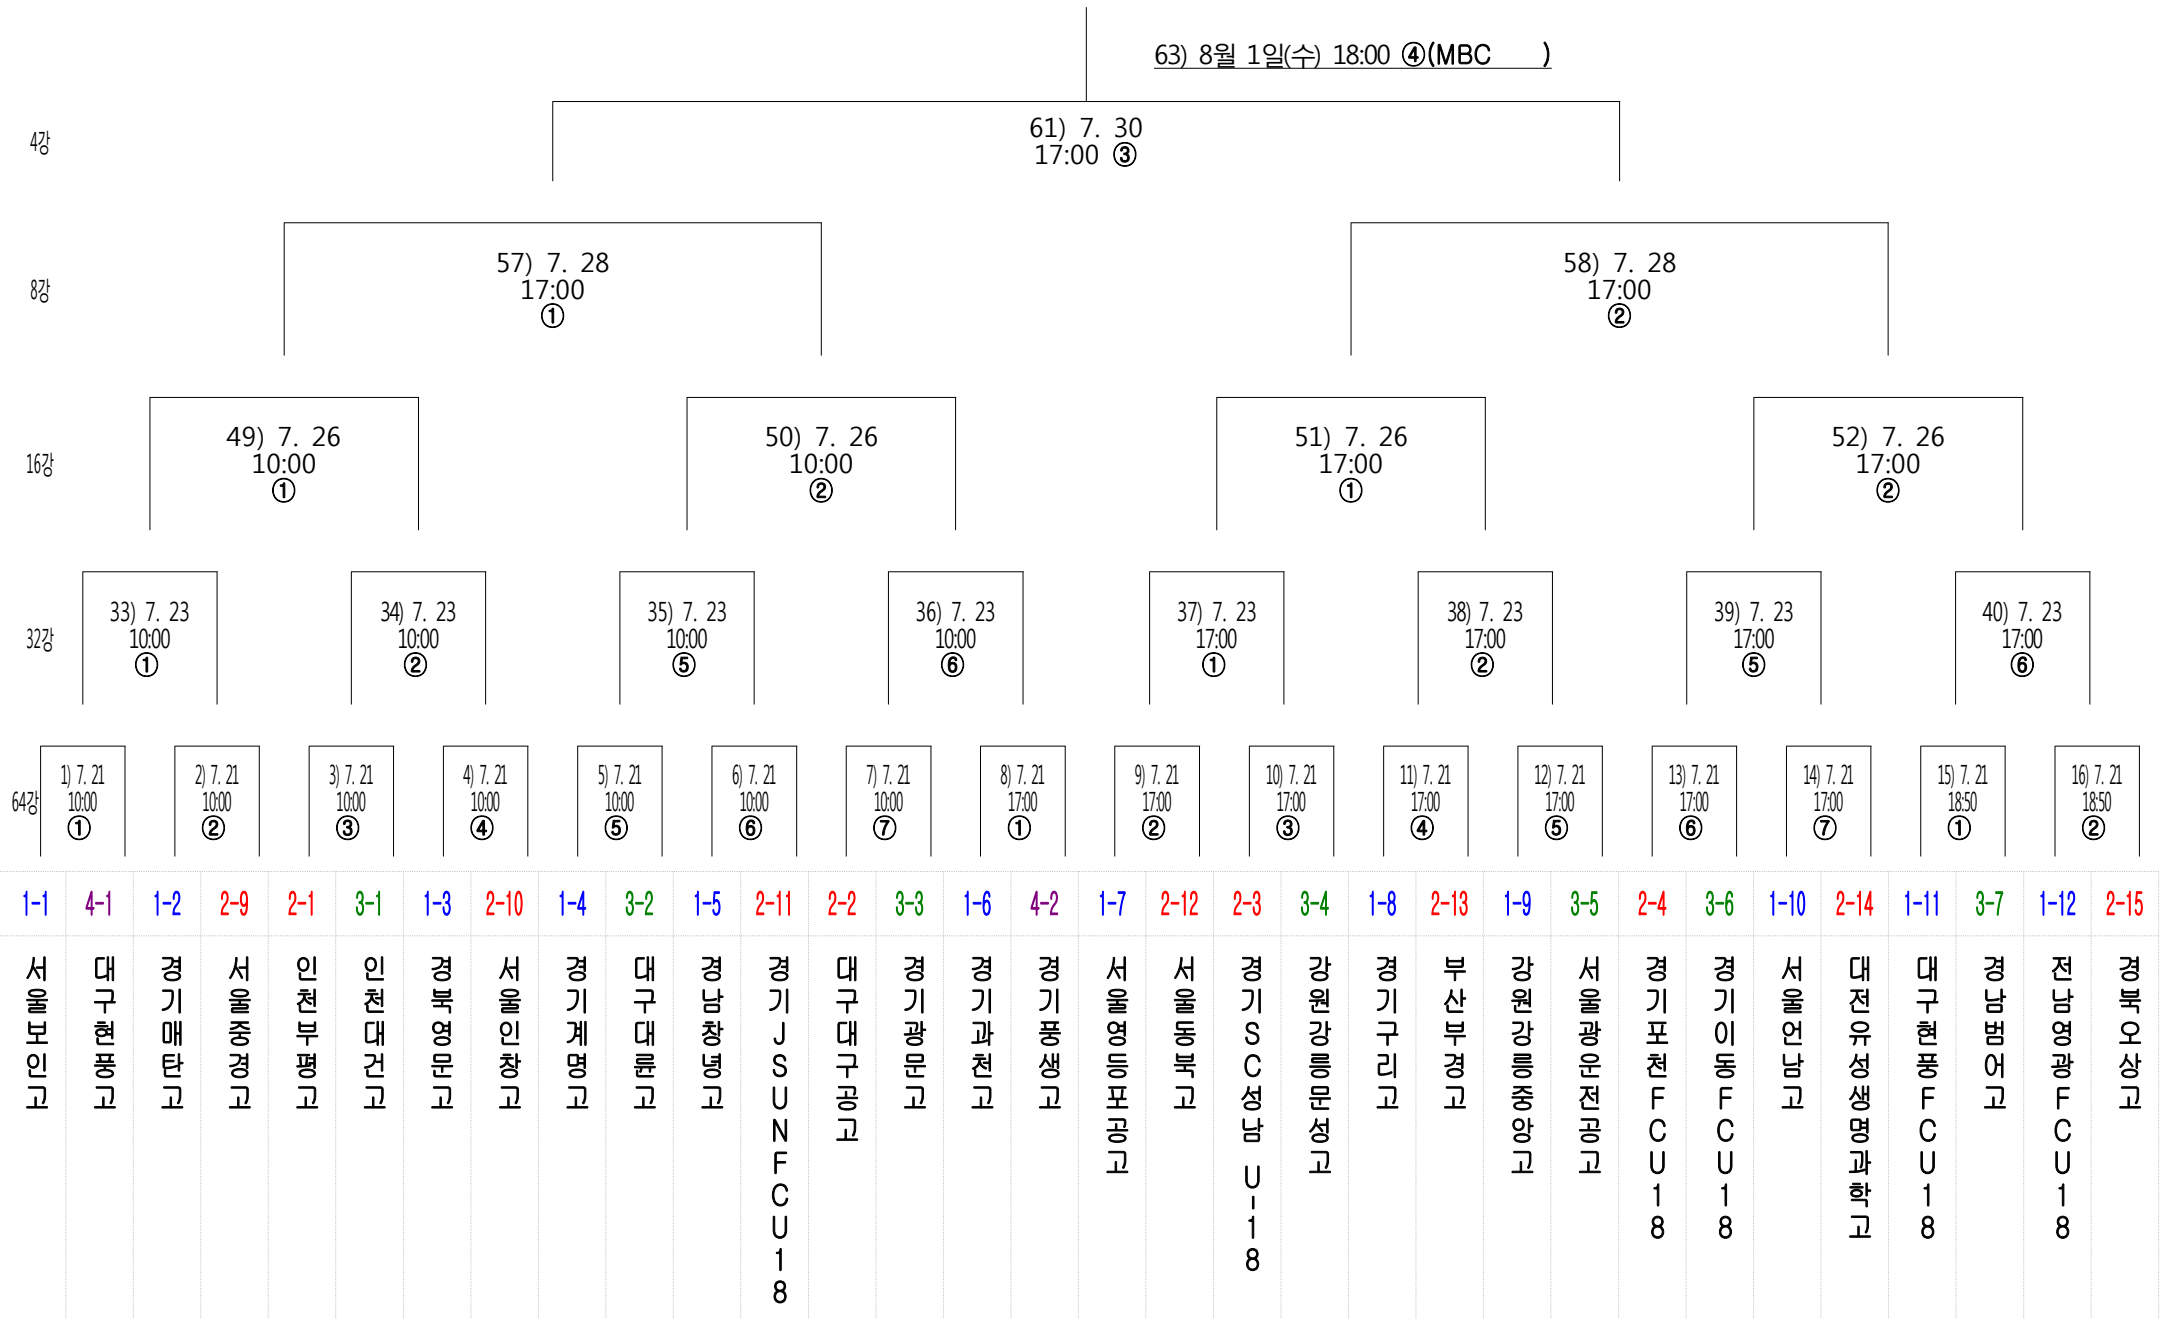 63) 8월 1일(수) 18:00 ④(MBC )
4강
61) 7. 30
17:00 ③
8강
57) 7. 28
17:00
①
58) 7. 28
17:00
②
16강
49) 7. 26
10:00
①
50) 7. 26
10:00
②
51) 7. 26
17:00
①
52) 7. 26
17:00
②
32강
33) 7. 23
10:00
①
34) 7. 23
10:00
②
35) 7. 23
10:00
⑤
36) 7. 23
10:00
⑥
37) 7. 23
17:00
①
38) 7. 23
17:00
②
39) 7. 23
17:00
⑤
40) 7. 23
17:00
⑥
64강
1) 7. 21
10:00
①
2) 7. 21
10:00
②
3) 7. 21
10:00
③
4) 7. 21
10:00
④
5) 7. 21
10:00
⑤
6) 7. 21
10:00
⑥
7) 7. 21
10:00
⑦
8) 7. 21
17:00
①
9) 7. 21
17:00
②
10) 7. 21
17:00
③
11) 7. 21
17:00
④
12) 7. 21
17:00
⑤
13) 7. 21
17:00
⑥
14) 7. 21
17:00
⑦
15) 7. 21
18:50
①
16) 7. 21
18:50
②
1-1 4-1 1-2 2-9 2-1 3-1 1-3 2-10 1-4 3-2 1-5 2-11 2-2 3-3 1-6 4-2 1-7 2-12 2-3 3-4 1-8 2-13 1-9 3-5 2-4 3-6 1-10 2-14 1-11 3-7 1-12 2-15
서울보인고
대구현풍고
경기매탄고
서울중경고
인천부평고
인천대건고
경북영문고
서울인창고
경기계명고
대구대륜고
경남창녕고
경기JSUNFCU18
대구대구공고
경기광문고
경기과천고
경기풍생고
서울영등포공고
서울동북고
경기SC성남 U-18
강원강릉문성고
경기구리고
부산부경고
강원강릉중앙고
서울광운전공고
경기포천FCU18
경기이동FCU18
서울언남고
대전유성생명과학고
대구현풍FCU18
경남범어고
전남영광FCU18
경북오상고